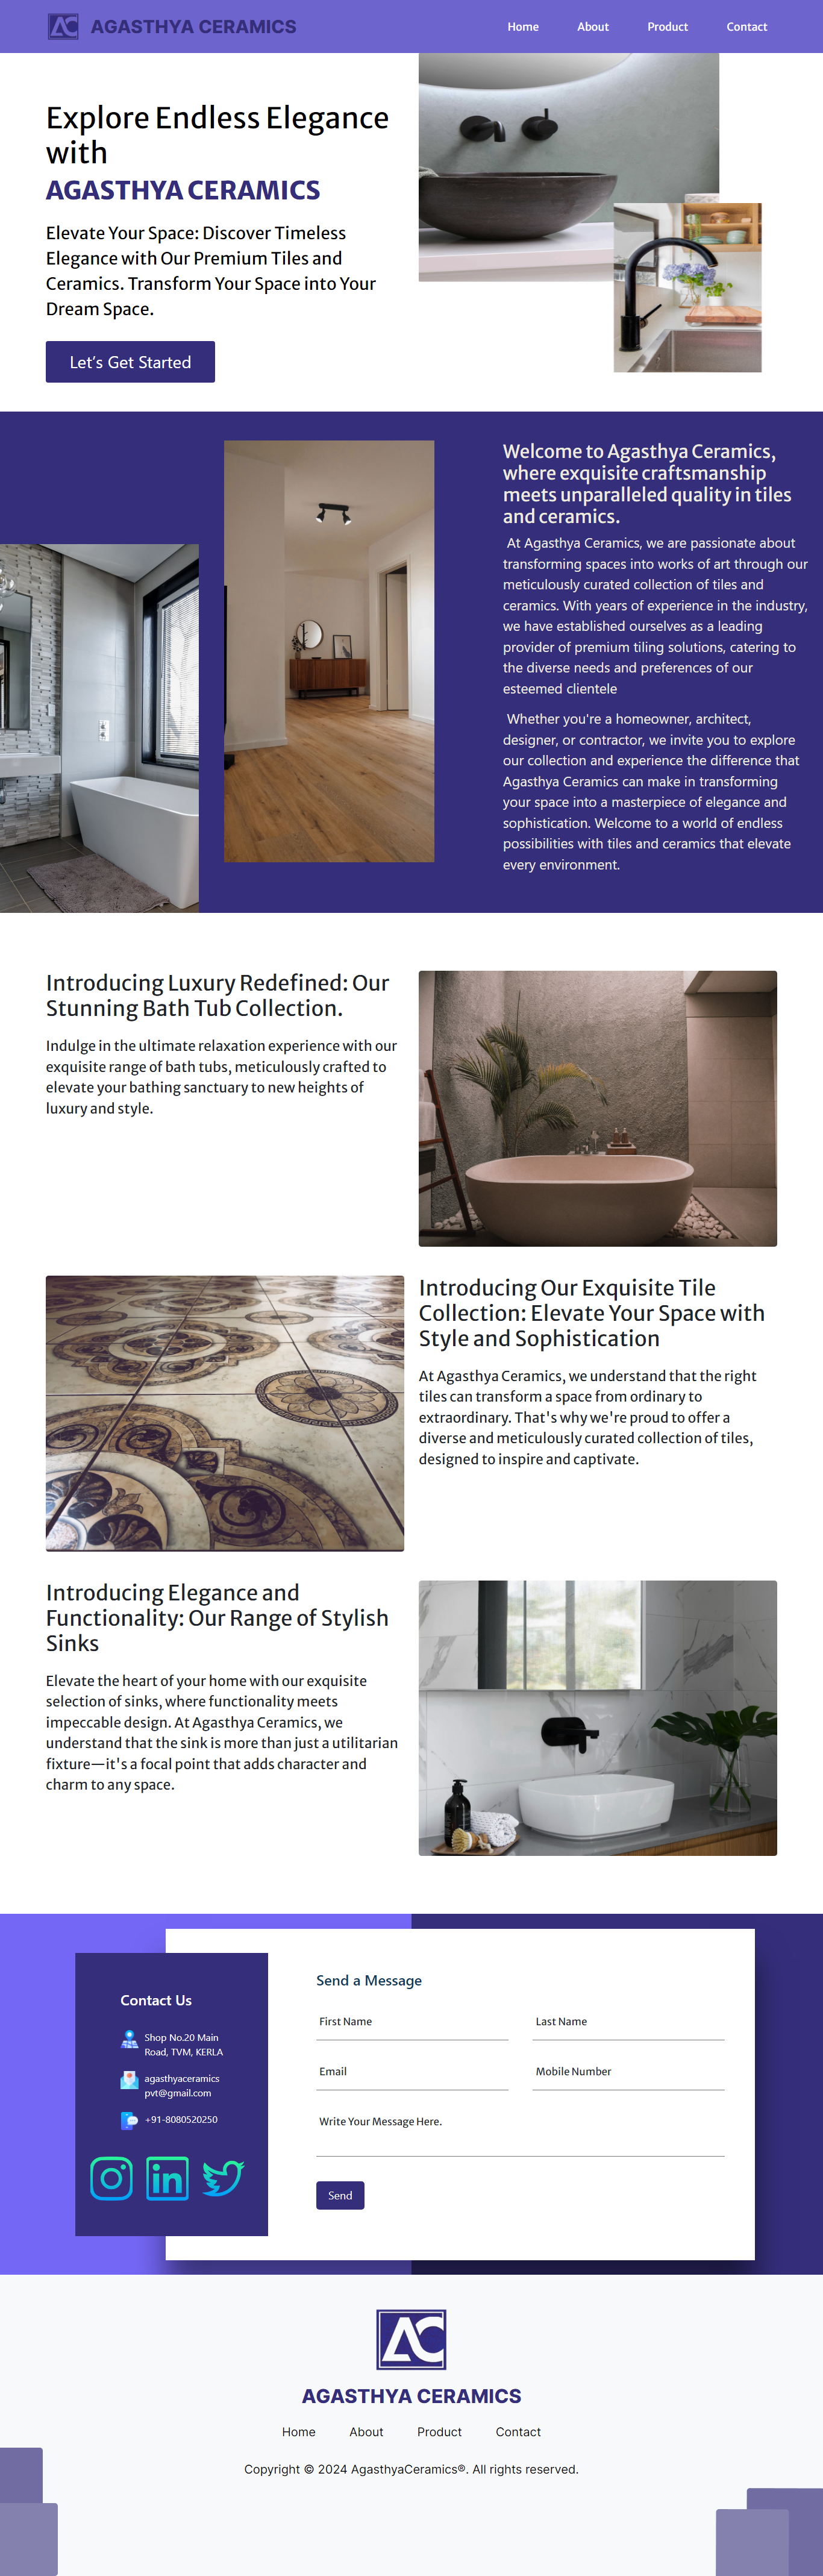 AC AGASTHYA CERAMICS
Home About Product Contact
Explore Endless Elegance
with
AGASTHYA CERAMICS
Elevate Your Space: Discover Timeless
Elegance with Our Premium Tiles and
Ceramics. Transform Your Space into Your
Dream Space.
Let's Get Started
Welcome to Agasthya Ceramics,
where exquisite craftsmanship
meets unparalleled quality in tiles
and ceramics.
At Agasthya Ceramics, we are passionate about
transforming spaces into works of art through our
meticulously curated collection of tiles and
ceramics. With years of experience in the industry,
we have established ourselves as a leading
provider of premium tiling solutions, catering to
the diverse needs and preferences of our
esteemed clientele
Whether you're a homeowner, architect,
designer, or contractor, we invite you to explore
our collection and experience the difference that
Agasthya Ceramics can make in transforming
your space into a masterpiece of elegance and
sophistication. Welcome to a world of endless
possibilities with tiles and ceramics that elevate
every environment.
Introducing Luxury Redefined: Our
Stunning Bath Tub Collection.
Indulge in the ultimate relaxation experience with our
exquisite range of bath tubs, meticulously crafted to
elevate your bathing sanctuary to new heights of
luxury and style.
Introducing Our Exquisite Tile
Collection: Elevate Your Space with
Style and Sophistication
At Agasthya Ceramics, we understand that the right
tiles can transform a space from ordinary to
extraordinary. That's why we're proud to offer a
diverse and meticulously curated collection of tiles,
designed to inspire and captivate.
Introducing Elegance and
Functionality: Our Range of Stylish
Sinks
Elevate the heart of your home with our exquisite
selection of sinks, where functionality meets
impeccable design. At Agasthya Ceramics, we
understand that the sink is more than just a utilitarian
fixture—it's a focal point that adds character and
charm to any space.
Contact Us
Shop No.20 Main
Road, TVM, KERLA
agasthyaceramics
pvt@gmail.com
+91-8080520250
in
Send a Message
First Name Last Name
Email Mobile Number
Write Your Message Here.
Send
AC
AGASTHYA CERAMICS
Home About Product Contact
Copyright © 2024 AgasthyaCeramics®. All rights reserved.